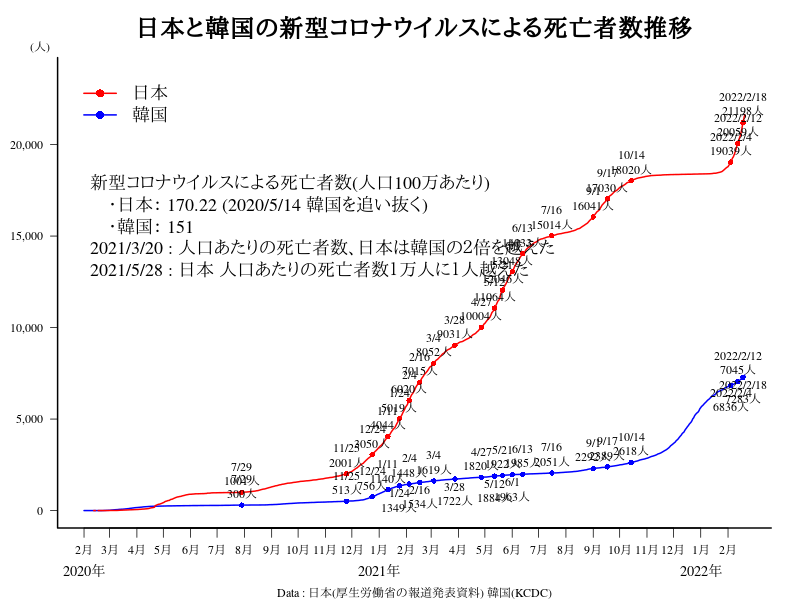 日本と韓国の新型コロナウイルスによる死亡者数推移
(人)
日本
韓国
新型コロナウイルスによる死亡者数(人口100万あたり)
・日本: 170.22 (2020/5/14 韓国を追い抜く)
・韓国: 151
2021/3/20 : 人口あたりの死亡者数、日本は韓国の2倍を越えた
2021/5/28 : 日本 人口あたりの死亡者数1万人に1人越えた
20,000
15,000
10,000
5,000
0
2022/2/18
21198人
2022/2/12
20059人
2022/2/4
19039人
10/14
18020人
9/17
17030人
9/1
16041人
7/16
15014人
6/13
13048人
5/12
11064人
4/27
10004人
3/28
9031人
3/4
8052人
2/16
7015人
2/4
6020人
1/24
5019人
1/11
4044人
12/24
3050人
11/25
2001人
7/29
7/29
300人
11/25
513人
12/24
756人
1/11
1140人
1/24
1349人
2/4
1448人
2/16
1534人
3/4
1619人
3/28
1722人
4/27
1820人
5/12
5/21
6/1
1963人
6/13
7/16
2051人
9/1
9/17
10/14
2618人
2022/2/4
6836人
2022/2/12
7045人
2022/2/18
7283人
2月 3月 4月 5月 6月 7月 8月 9月 10月 11月 12月 1月 2月 3月 4月 5月 6月 7月 8月 9月 10月 11月 12月 1月 2月
2020年 2021年 2022年
Data : 日本(厚生労働省の報道発表資料) 韓国(KCDC)